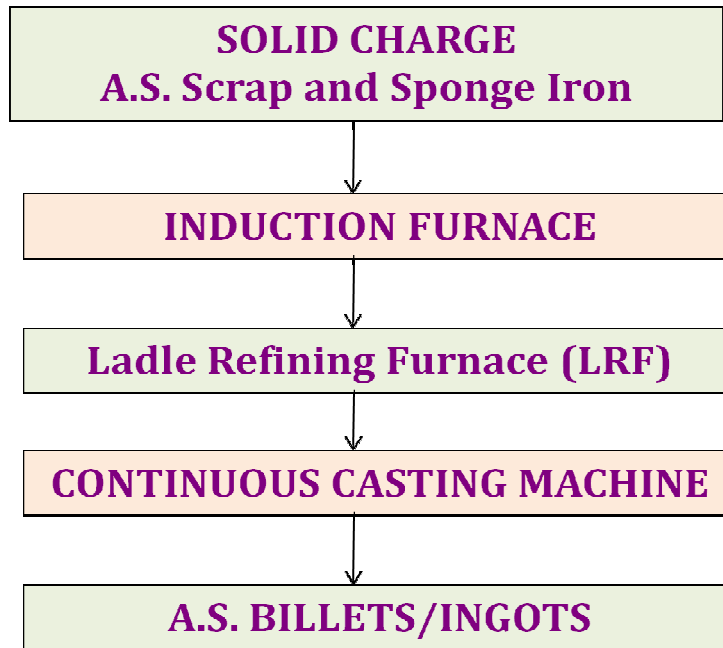 SOLID CHARGE
A.S. Scrap and Sponge Iron
INDUCTION FURNACE
Ladle Refining Furnace (LRF)
CONTINUOUS CASTING MACHINE
A.S. BILLETS/INGOTS